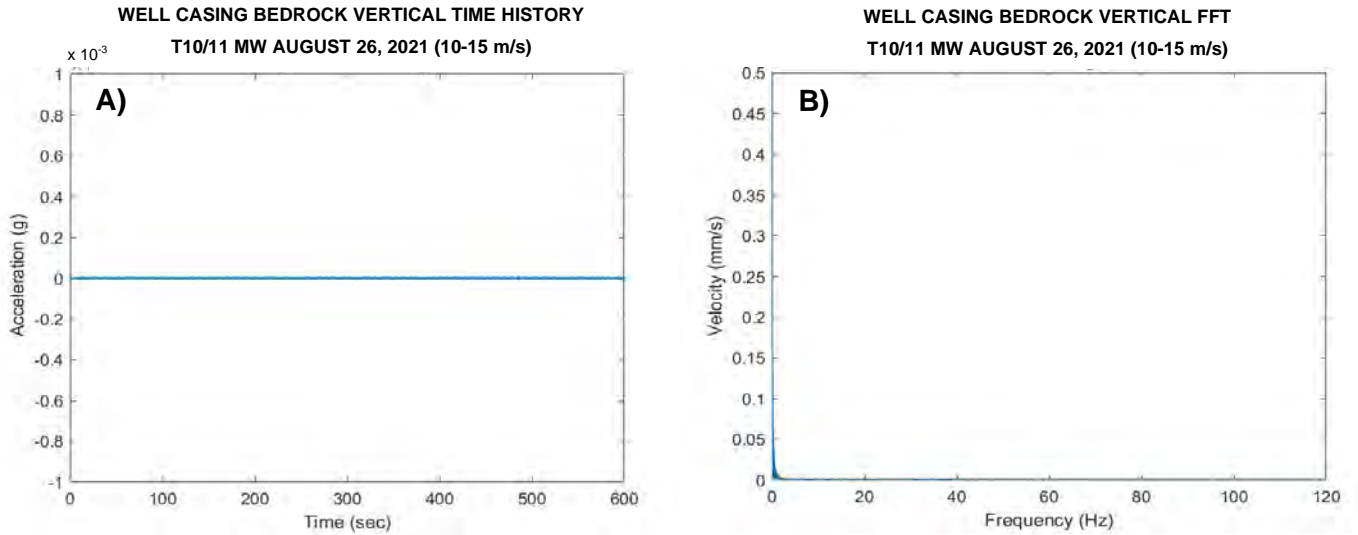 WELL CASING BEDROCK VERTICAL TIME HISTORY
T10/11 MW AUGUST 26, 2021 (10-15 m/s)
x 10-3
A)
1
0.8
0.6
0.4
0.2
0
-0.2
-0.4
-0.6
-0.8
-1
Acceleration (g)
0 100 200 300 400 500 600
Time (sec)
WELL CASING BEDROCK VERTICAL FFT
T10/11 MW AUGUST 26, 2021 (10-15 m/s)
B)
0.5
0.45
0.4
0.35
0.3
0.25
0.2
0.15
0.1
0.05
0
Velocity (mm/s)
0 20 40 60 80 100 120
Frequency (Hz)